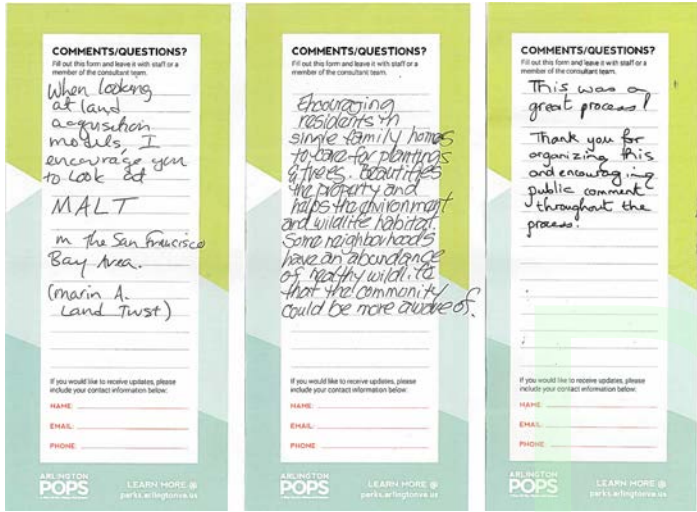 COMMENTS/QUESTIONS?
Fill out this form and leave it with staff or a
member of the consultant team.
When looking
at land
acquisition
models, I
encourage you
to look at
MALT
in the San Francisco
Bay Area.
(Marin A.
Land Trust)
If you would like to receive updates, please
include your contact information below:
NAME:
EMAIL:
PHONE:
ARLINGTON
POPS
LEARN MORE @
parks.arlingtonva.us
COMMENTS/QUESTIONS?
Fill out this form and leave it with staff or a
member of the consultant team.
Encouraging
residents in
single family homes
to care for plantings
& trees. Beautifies
the property and
helps the environment
and wildlife habitat.
Some neighbourhoods
have an abundance
of healthy wildlife
that the community
could be more aware of.
If you would like to receive updates, please
include your contact information below:
NAME:
EMAIL:
PHONE:
ARLINGTON
POPS
LEARN MORE @
parks.arlingtonva.us
COMMENTS/QUESTIONS?
Fill out this form and leave it with staff or a
member of the consultant team.
This was a
great process!
Thank you for
organizing this
and encouraging
public comment
throughout the
process.
If you would like to receive updates, please
include your contact information below:
NAME:
EMAIL:
PHONE:
ARLINGTON
POPS
LEARN MORE @
parks.arlingtonva.us